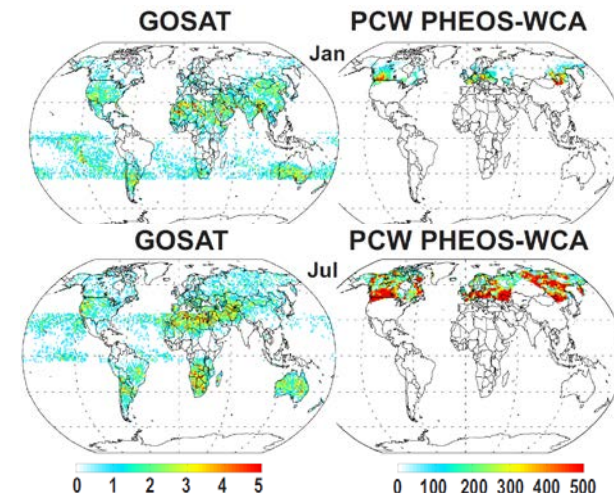 GOSAT PCW PHEOS-WCA
Jan
GOSAT PCW PHEOS-WCA
Jul
0 1 2 3 4 5 0 100 200 300 400 500